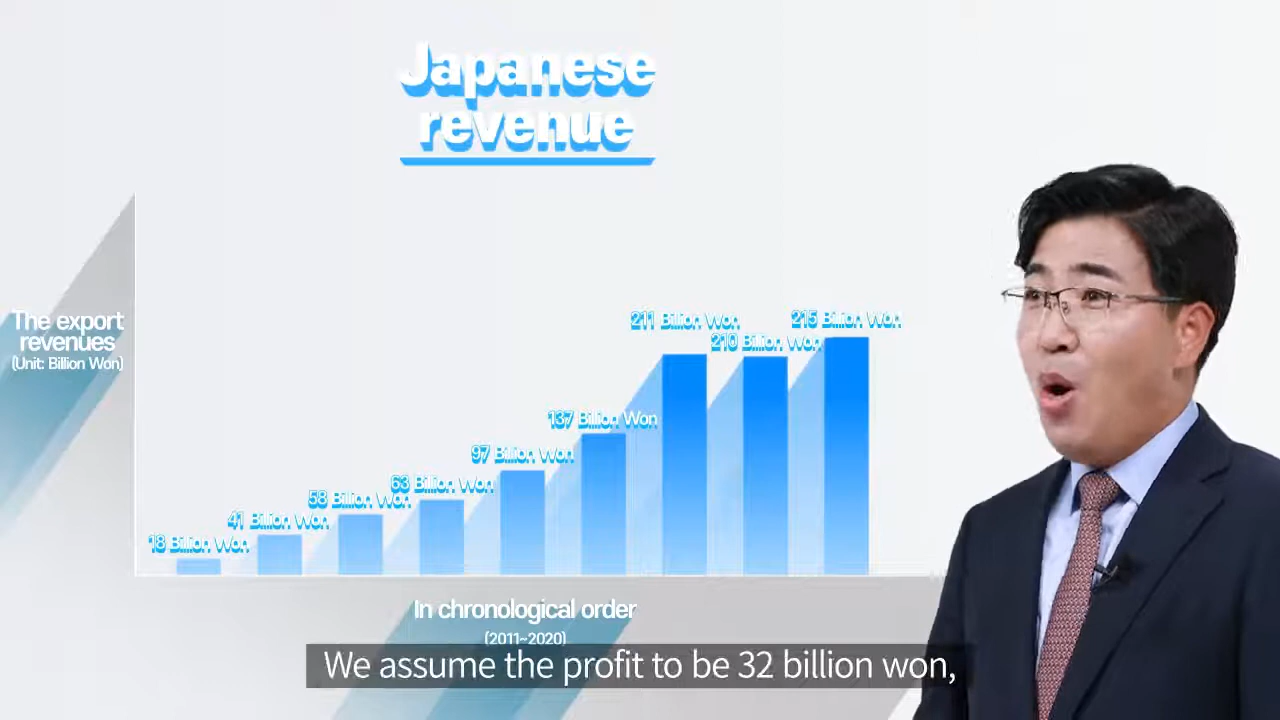 Japanese
revenue
The export
revenues
(Unit: Billion Won)
18 Billion Won
41 Billion Won
58 Billion Won
63 Billion Won
97 Billion Won
137 Billion Won
211 Billion Won
210 Billion Won
215 Billion Won
In chronological order
(2011~2020)
We assume the profit to be 32 billion won,